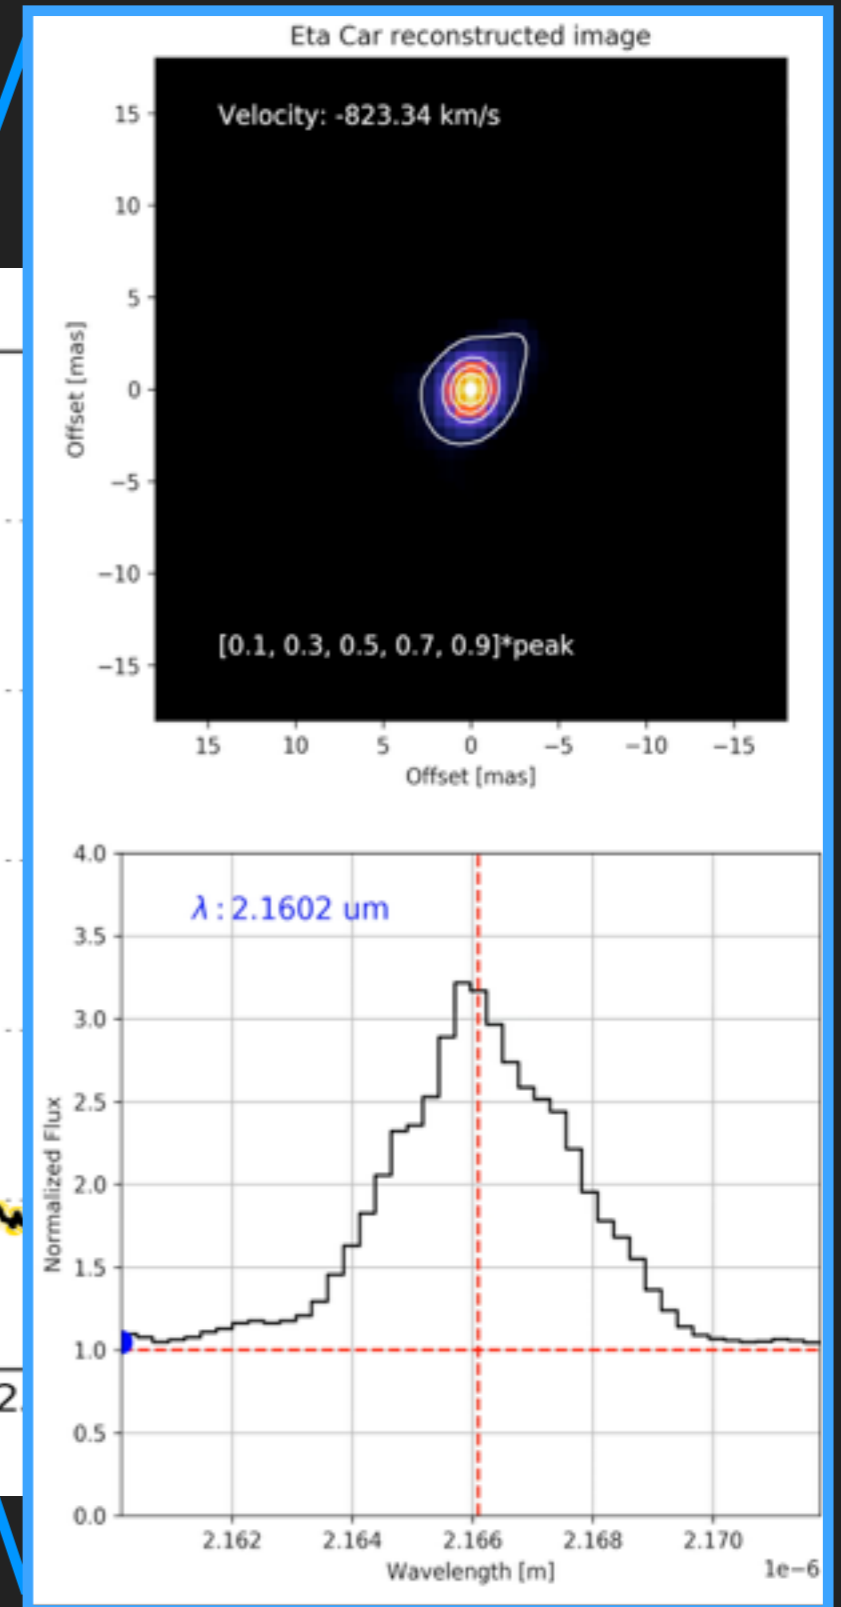 Eta Car reconstructed image
Velocity: -823.34 km/s
[0.1, 0.3, 0.5, 0.7, 0.9]*peak
Offset [mas]
15
10
5
0
−5
−10
−15
15 10 5 0 −5 −10 −15
Offset [mas]
λ : 2.1602 um
Normalized Flux
4.0
3.5
3.0
2.5
2.0
1.5
1.0
0.5
0.0
2.162 2.164 2.166 2.168 2.170
Wavelength [m]
1e−6
2.